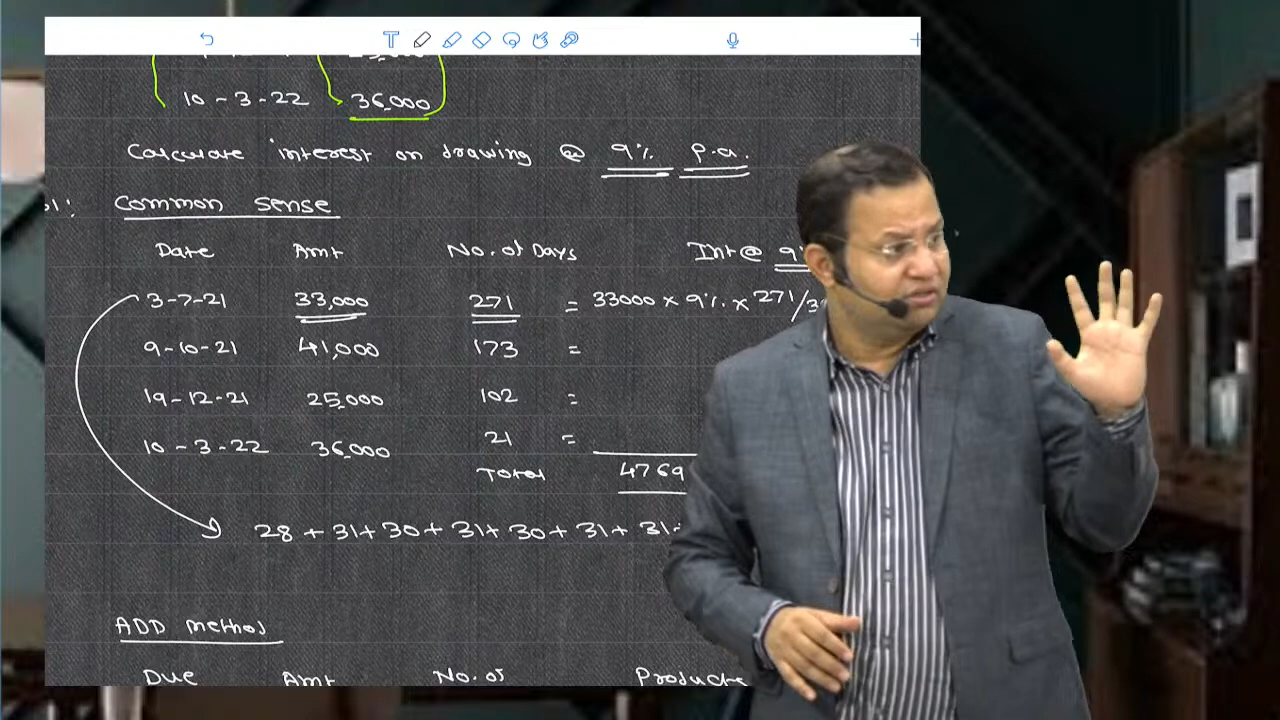 10-3-22 36,000
Calculate interest on drawing @ 9% p.a.
Common sense
Date Amt No. of Days Int@
3-7-21 33,000 271 = 33000 x 9% x 271/
9-10-21 41,000 173 =
19-12-21 25,000 102 =
10-3-22 36,000 21 =
Total 4769
28+31+30+31+30+31+31+
ADD method
Due Amt No. of Products